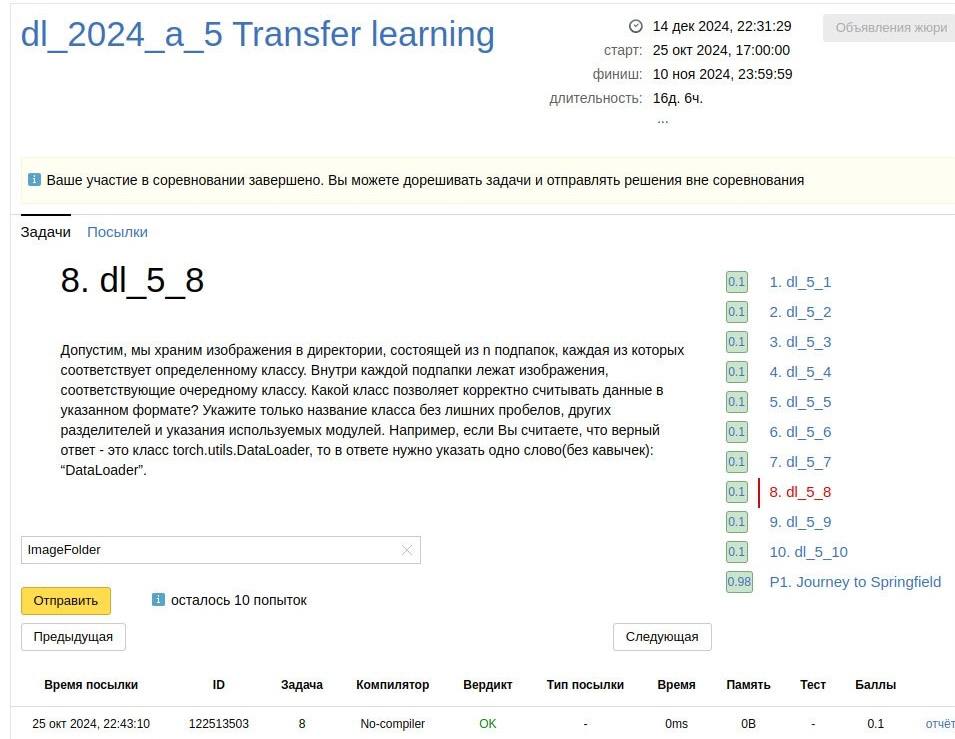 dl_2024_a_5 Transfer learning
14 дек 2024, 22:31:29
Объявления жюри
старт: 25 окт 2024, 17:00:00
финиш: 10 ноя 2024, 23:59:59
длительность: 16д. 6ч.
...
Ваше участие в соревновании завершено. Вы можете дорешивать задачи и отправлять решения вне соревнования
Задачи Посылки
8. dl_5_8
Допустим, мы храним изображения в директории, состоящей из n подпапок, каждая из которых
соответствует определенному классу. Внутри каждой подпапки лежат изображения,
соответствующие очередному классу. Какой класс позволяет корректно считывать данные в
указанном формате? Укажите только название класса без лишних пробелов, других
разделителей и указания используемых модулей. Например, если Вы считаете, что верный
ответ - это класс torch.utils.DataLoader, то в ответе нужно указать одно слово(без кавычек):
“DataLoader”.
ImageFolder
Отправить
осталось 10 попыток
Предыдущая
Следующая
0.1 1. dl_5_1
0.1 2. dl_5_2
0.1 3. dl_5_3
0.1 4. dl_5_4
0.1 5. dl_5_5
0.1 6. dl_5_6
0.1 7. dl_5_7
0.1 8. dl_5_8
0.1 9. dl_5_9
0.1 10. dl_5_10
0.98 P1. Journey to Springfield
Время посылки ID Задача Компилятор Вердикт Тип посылки Время Память Тест Баллы
25 окт 2024, 22:43:10 122513503 8 No-compiler OK - 0ms 0B - 0.1 отчёт